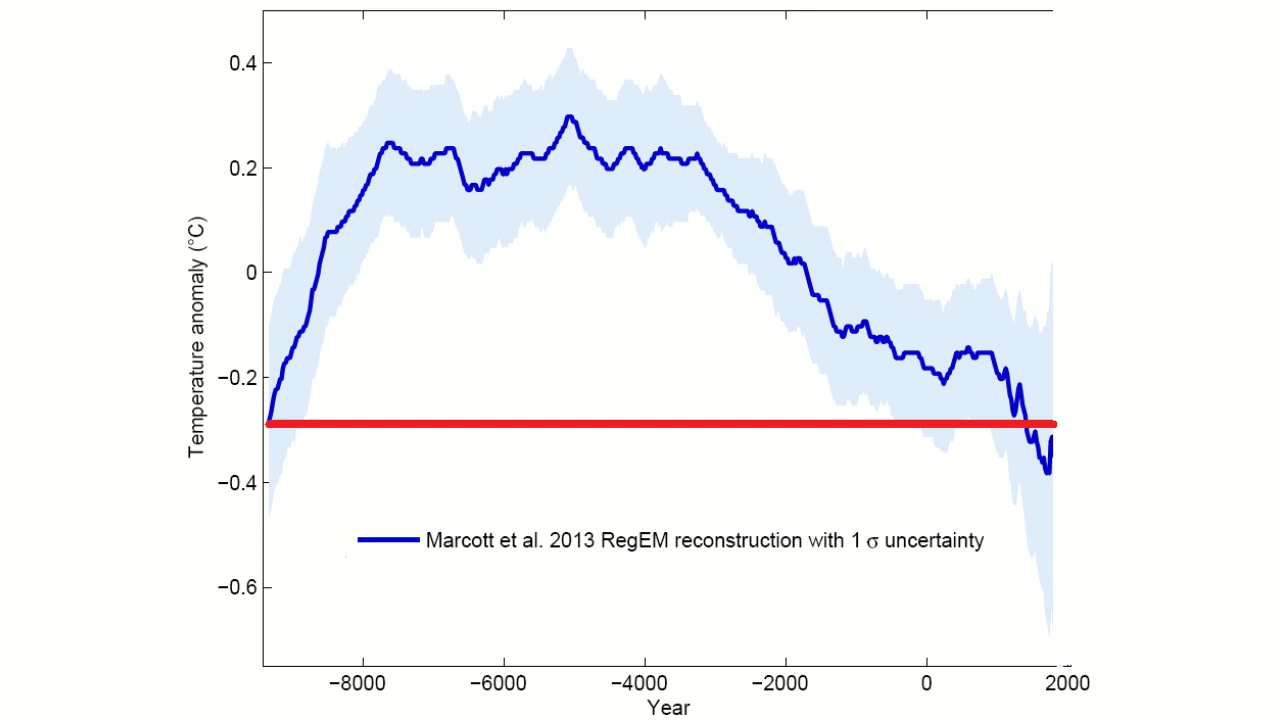 0.4
0.2
0
−0.2
−0.4
−0.6
Temperature anomaly (°C)
Marcott et al. 2013 RegEM reconstruction with 1 σ uncertainty
−8000 −6000 −4000 −2000 0 2000
Year